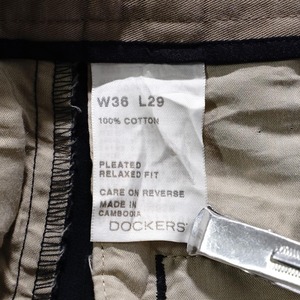 W36 L29
100% COTTON
PLEATED
RELAXED FIT
CARE ON REVERSE
MADE IN
CAMBODIA
DOCKERS